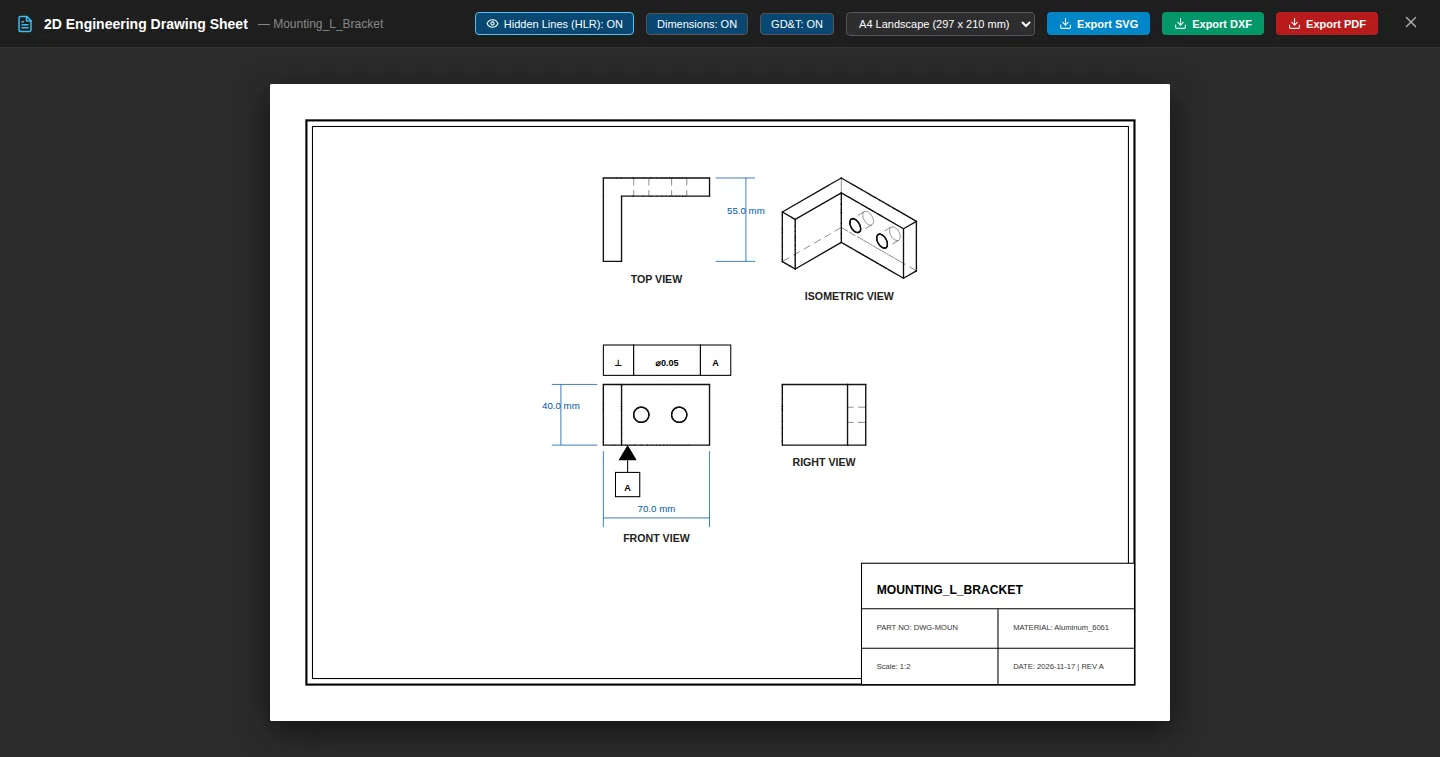 2D Engineering Drawing Sheet — Mounting_L_Bracket
Hidden Lines (HLR): ON
Dimensions: ON
GD&T: ON
A4 Landscape (297 x 210 mm)
Export SVG
Export DXF
Export PDF
55.0 mm
TOP VIEW
ISOMETRIC VIEW
⊥ ⌀0.05 A
40.0 mm
A
70.0 mm
FRONT VIEW
RIGHT VIEW
MOUNTING_L_BRACKET
PART NO: DWG-MOUN
MATERIAL: Aluminum_6061
Scale: 1:2
DATE: 2026-11-17 | REV A